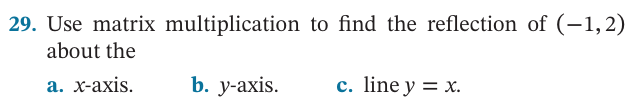 29. Use matrix multiplication to find the reflection of (−1, 2)
about the
a. x-axis. b. y-axis. c. line y = x.